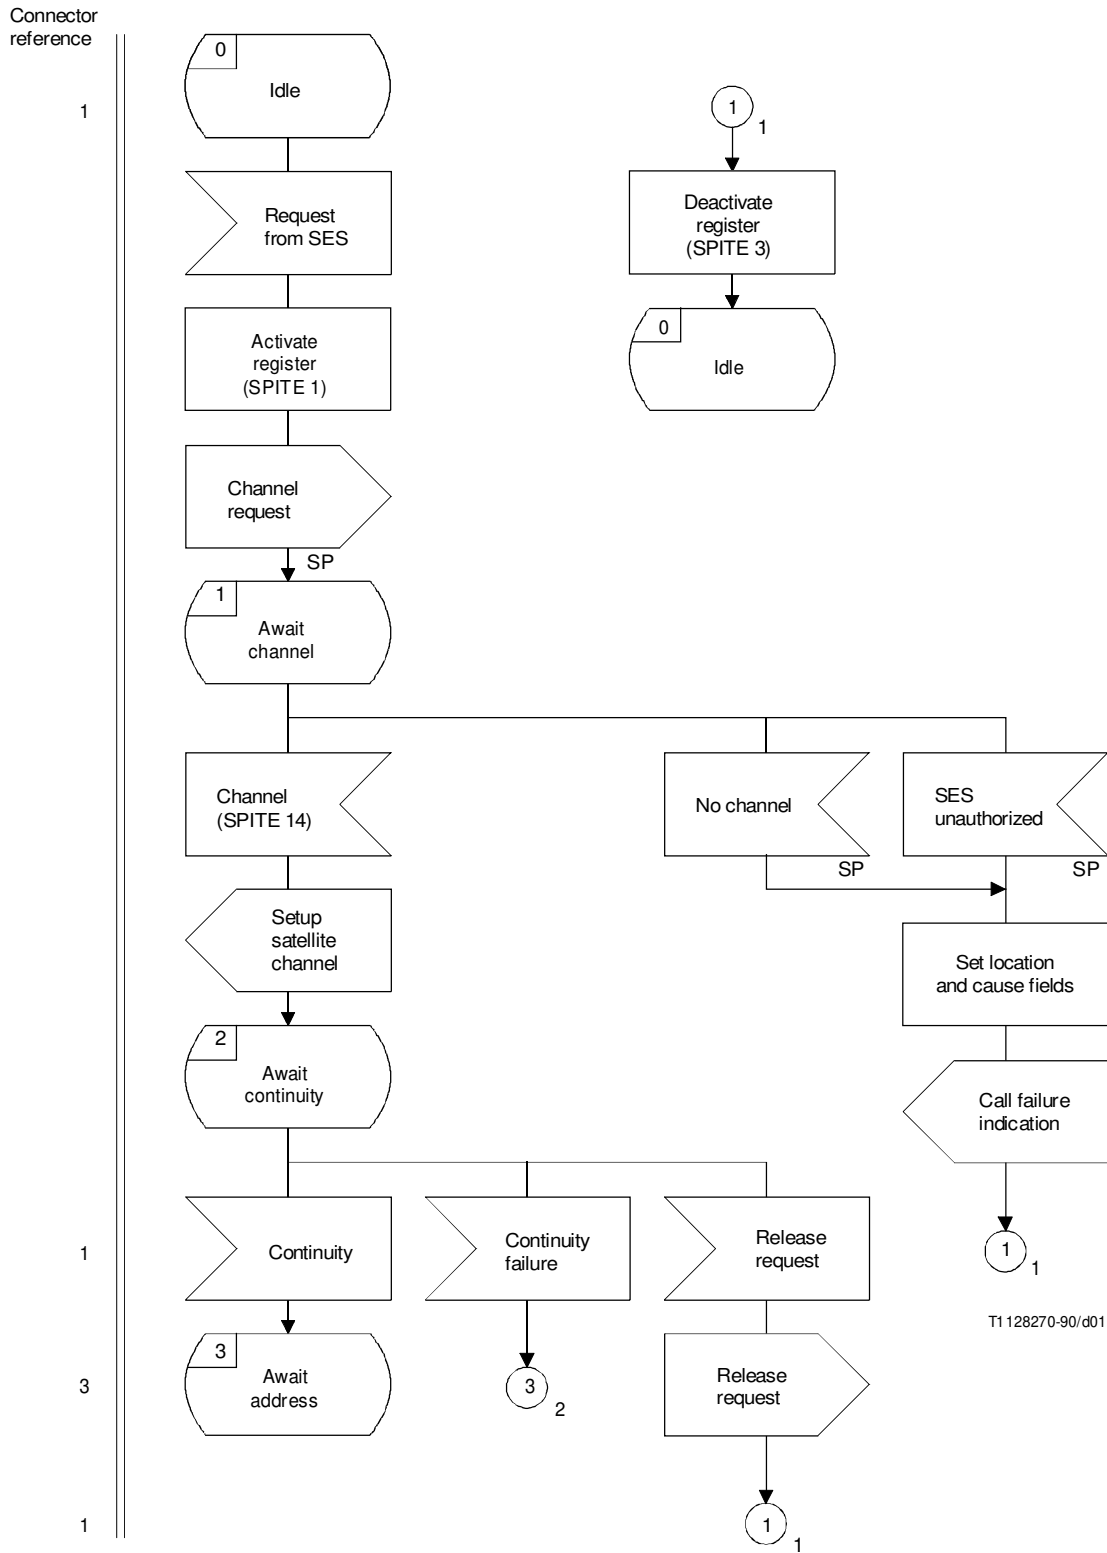 Connector
reference
0
Idle
1
1
1
Request
from SES
Deactivate
register
(SPITE 3)
Activate
register
(SPITE 1)
0
Idle
Channel
request
SP
1
Await
channel
Channel
(SPITE 14)
No channel
SES
unauthorized
SP
SP
Setup
satellite
channel
Set location
and cause fields
2
Await
continuity
Call failure
indication
1
Continuity
Continuity
failure
Release
request
1
1
T1128270-90/d01
3
3
Await
address
3
2
Release
request
1
1
1